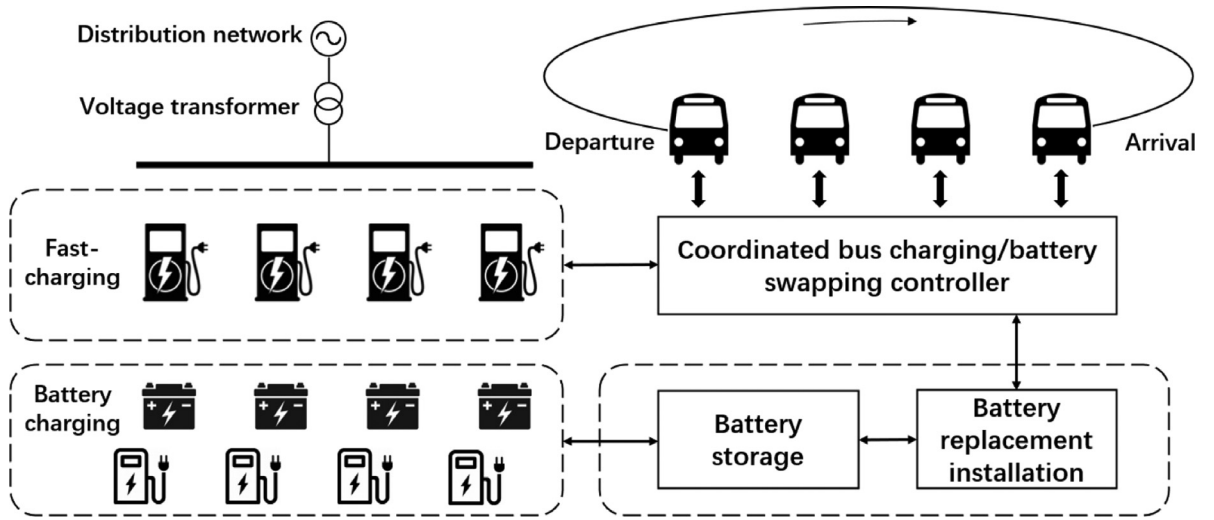 Distribution network
Voltage transformer
Departure
Arrival
Fast-
charging
Coordinated bus charging/battery
swapping controller
Battery
charging
Battery
storage
Battery
replacement
installation